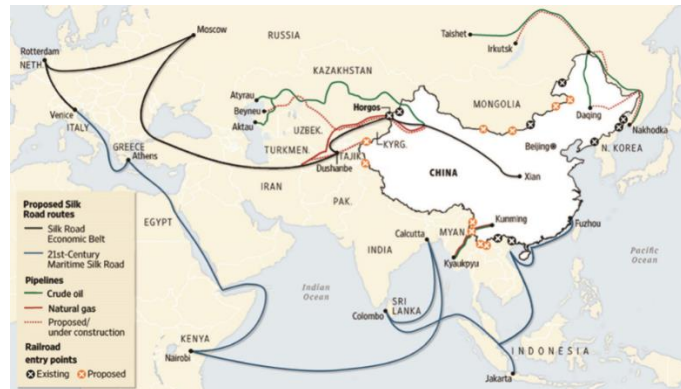 Moscow
RUSSIA
Taishet
Irkutsk
Rotterdam
NETH
KAZAKHSTAN
Atyrau
Beyneu
Aktau
Horgos
MONGOLIA
Daqing
Nakhodka
Venice
ITALY
UZBEK.
KYRG.
Beijing
N. KOREA
GREECE
Athens
TURKMEN.
TAJIK.
Dushanbe
CHINA
Xian
Proposed Silk
Road routes
Silk Road
Economic Belt
21st-Century
Maritime Silk Road
Pipelines
Crude oil
Natural gas
Proposed/
under construction
Railroad
entry points
Existing
Proposed
IRAN
PAK.
EGYPT
INDIA
Calcutta
MYAN.
Kunming
Fuzhou
Kyaukpyu
Pacific
Ocean
Indian
Ocean
SRI
LANKA
Colombo
KENYA
Nairobi
INDONESIA
Jakarta